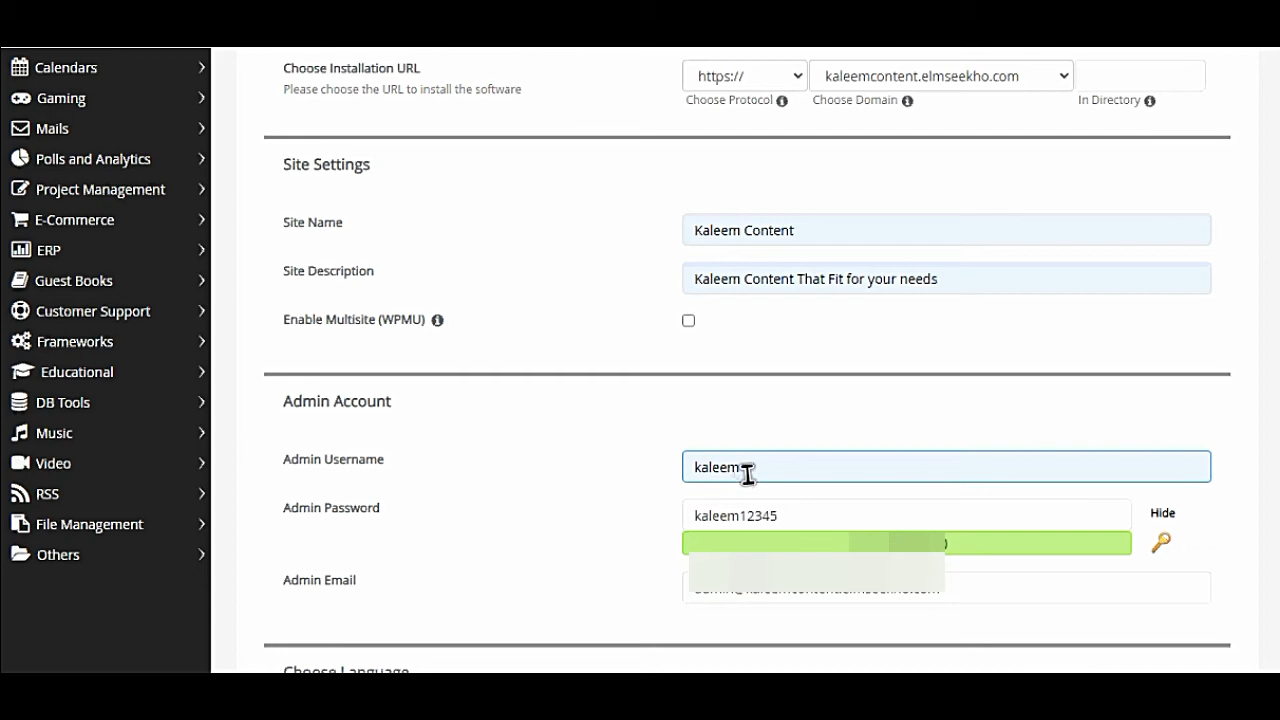 Calendars
Gaming
Mails
Polls and Analytics
Project Management
E-Commerce
ERP
Guest Books
Customer Support
Frameworks
Educational
DB Tools
Music
Video
RSS
File Management
Others
Choose Installation URL
Please choose the URL to install the software
https:// kaleemcontent.elmseekho.com
Choose Protocol Choose Domain In Directory
Site Settings
Site Name Kaleem Content
Site Description Kaleem Content That Fit for your needs
Enable Multisite (WPMU)
Admin Account
Admin Username kaleem
Admin Password kaleem12345 Hide
Admin Email
Choose Language